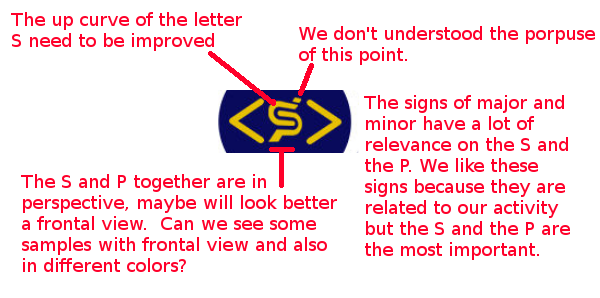 The up curve of the letter
S need to be improved
We don't understood the porpuse
of this point.
< SP >
The signs of major and
minor have a lot of
relevance on the S and
the P. We like these
signs because they are
related to our activity
but the S and the P are
the most important.
The S and P together are in
perspective, maybe will look better
a frontal view. Can we see some
samples with frontal view and also
in different colors?